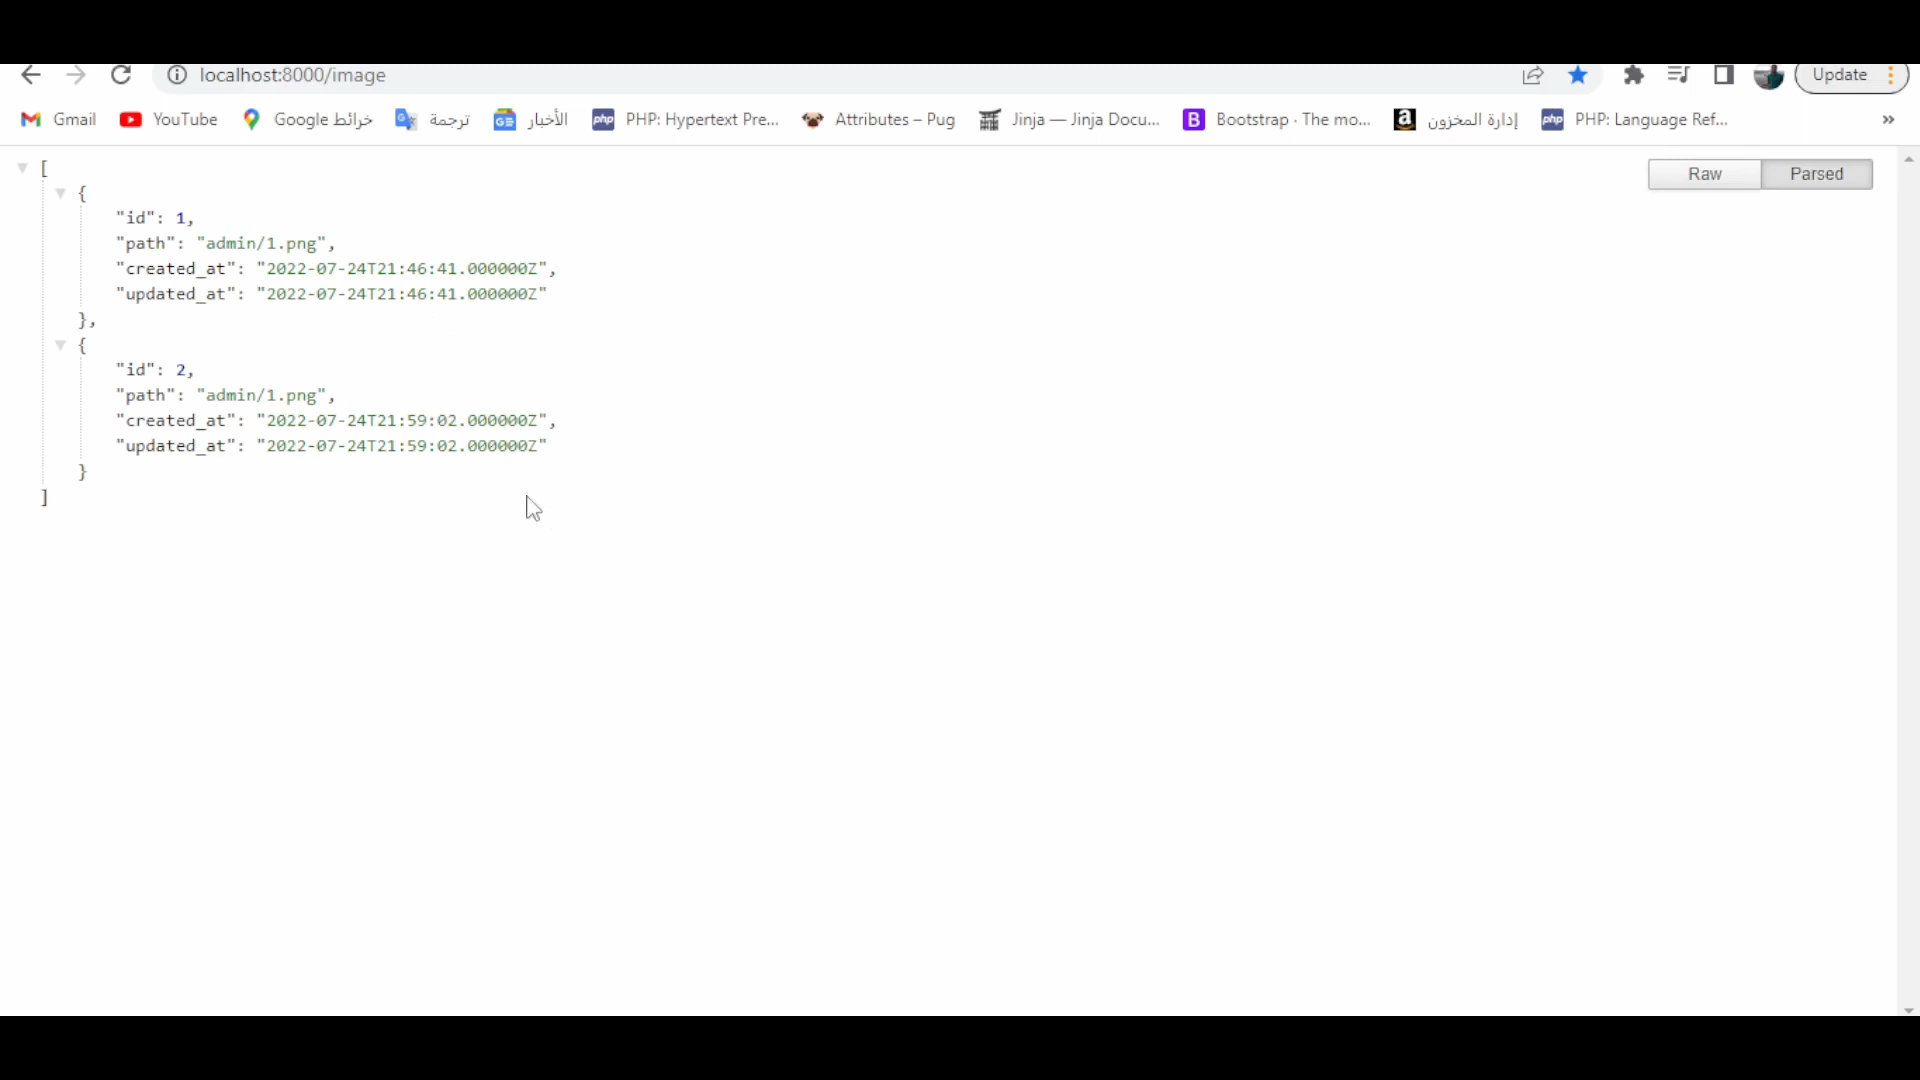 localhost:8000/image
Update
Gmail YouTube خرائط Google ترجمة الأخبار PHP: Hypertext Pre... Attributes – Pug Jinja — Jinja Docu... Bootstrap · The mo... إدارة المخزون PHP: Language Ref... »
Raw Parsed
[
{
"id": 1,
"path": "admin/1.png",
"created_at": "2022-07-24T21:46:41.000000Z",
"updated_at": "2022-07-24T21:46:41.000000Z"
},
{
"id": 2,
"path": "admin/1.png",
"created_at": "2022-07-24T21:59:02.000000Z",
"updated_at": "2022-07-24T21:59:02.000000Z"
}
]